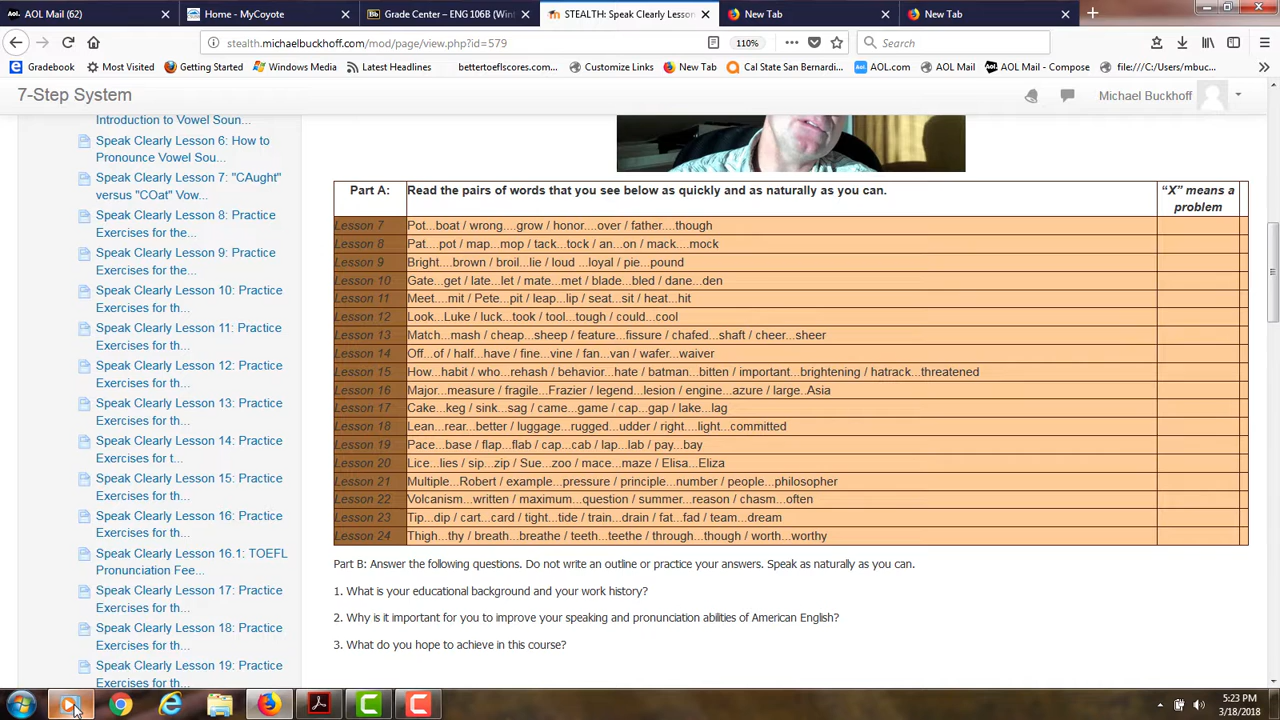 AOL Mail (62)
Home - MyCoyote
Grade Center – ENG 106B (Win
STEALTH: Speak Clearly Lesson
New Tab
New Tab
stealth.michaelbuckhoff.com/mod/page/view.php?id=579
110%
Search
Gradebook
Most Visited
Getting Started
Windows Media
Latest Headlines
bettertoeflscores.com...
Customize Links
New Tab
Cal State San Bernardi...
AOL.com
AOL Mail
AOL Mail - Compose
file:///C:/Users/mbuc...
7-Step System
Michael Buckhoff
Introduction to Vowel Soun...
Speak Clearly Lesson 6: How to
Pronounce Vowel Sou...
Speak Clearly Lesson 7: "CAught"
versus "COat" Vow...
Speak Clearly Lesson 8: Practice
Exercises for the...
Speak Clearly Lesson 9: Practice
Exercises for the...
Speak Clearly Lesson 10: Practice
Exercises for th...
Speak Clearly Lesson 11: Practice
Exercises for th...
Speak Clearly Lesson 12: Practice
Exercises for th...
Speak Clearly Lesson 13: Practice
Exercises for th...
Speak Clearly Lesson 14: Practice
Exercises for t...
Speak Clearly Lesson 15: Practice
Exercises for th...
Speak Clearly Lesson 16: Practice
Exercises for th...
Speak Clearly Lesson 16.1: TOEFL
Pronunciation Fee...
Speak Clearly Lesson 17: Practice
Exercises for th...
Speak Clearly Lesson 18: Practice
Exercises for th...
Speak Clearly Lesson 19: Practice
Exercises for th...
Part A: Read the pairs of words that you see below as quickly and as naturally as you can. “X” means a
problem
Lesson 7 Pot...boat / wrong....grow / honor....over / father....though
Lesson 8 Pat....pot / map...mop / tack...tock / an...on / mack....mock
Lesson 9 Bright....brown / broil...lie / loud ...loyal / pie...pound
Lesson 10 Gate...get / late...let / mate...met / blade...bled / dane...den
Lesson 11 Meet....mit / Pete...pit / leap...lip / seat...sit / heat...hit
Lesson 12 Look...Luke / luck...took / tool...tough / could...cool
Lesson 13 Match...mash / cheap...sheep / feature...fissure / chafed...shaft / cheer...sheer
Lesson 14 Off...of / half...have / fine...vine / fan...van / wafer...waiver
Lesson 15 How...habit / who...rehash / behavior...hate / batman...bitten / important...brightening / hatrack...threatened
Lesson 16 Major...measure / fragile...Frazier / legend...lesion / engine...azure / large..Asia
Lesson 17 Cake...keg / sink...sag / came...game / cap...gap / lake...lag
Lesson 18 Lean...rear...better / luggage...rugged...udder / right....light...committed
Lesson 19 Pace...base / flap...flab / cap...cab / lap...lab / pay...bay
Lesson 20 Lice...lies / sip...zip / Sue...zoo / mace...maze / Elisa...Eliza
Lesson 21 Multiple...Robert / example...pressure / principle...number / people...philosopher
Lesson 22 Volcanism...written / maximum...question / summer...reason / chasm...often
Lesson 23 Tip...dip / cart...card / tight...tide / train...drain / fat...fad / team...dream
Lesson 24 Thigh...thy / breath...breathe / teeth...teethe / through...though / worth...worthy
Part B: Answer the following questions. Do not write an outline or practice your answers. Speak as naturally as you can.
1. What is your educational background and your work history?
2. Why is it important for you to improve your speaking and pronunciation abilities of American English?
3. What do you hope to achieve in this course?
5:23 PM
3/18/2018